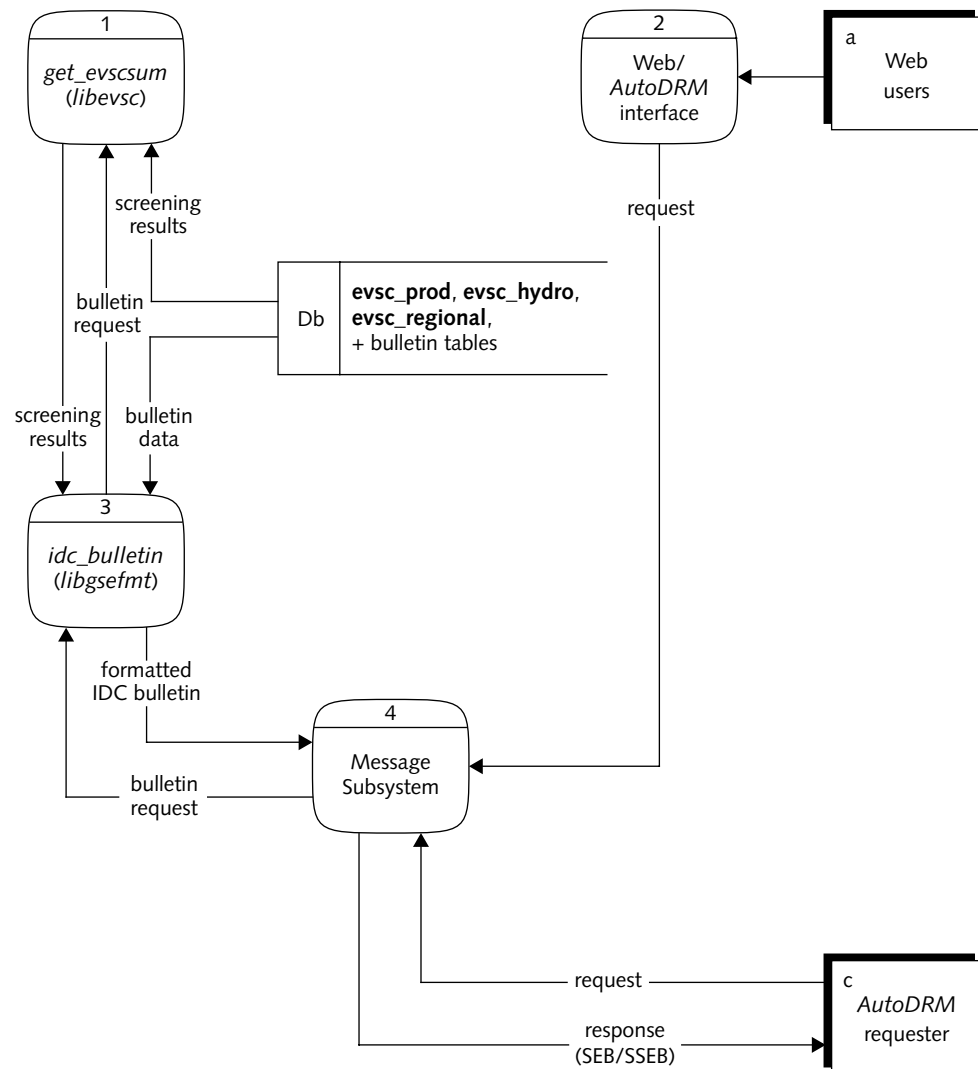 1
get_evscsum
(libevsc)
2
Web/
AutoDRM
interface
a
Web
users
screening
results
request
bulletin
request
Db
evsc_prod, evsc_hydro,
evsc_regional,
+ bulletin tables
screening
results
bulletin
data
3
idc_bulletin
(libgsefmt)
formatted
IDC bulletin
4
Message
Subsystem
bulletin
request
request
c
AutoDRM
requester
response
(SEB/SSEB)